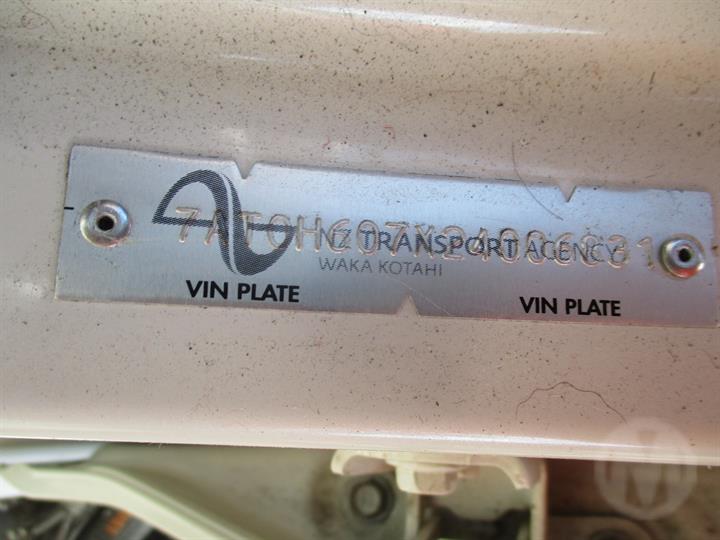 NZ TRANSPORT AGENCY
WAKA KOTAHI
VIN PLATE VIN PLATE